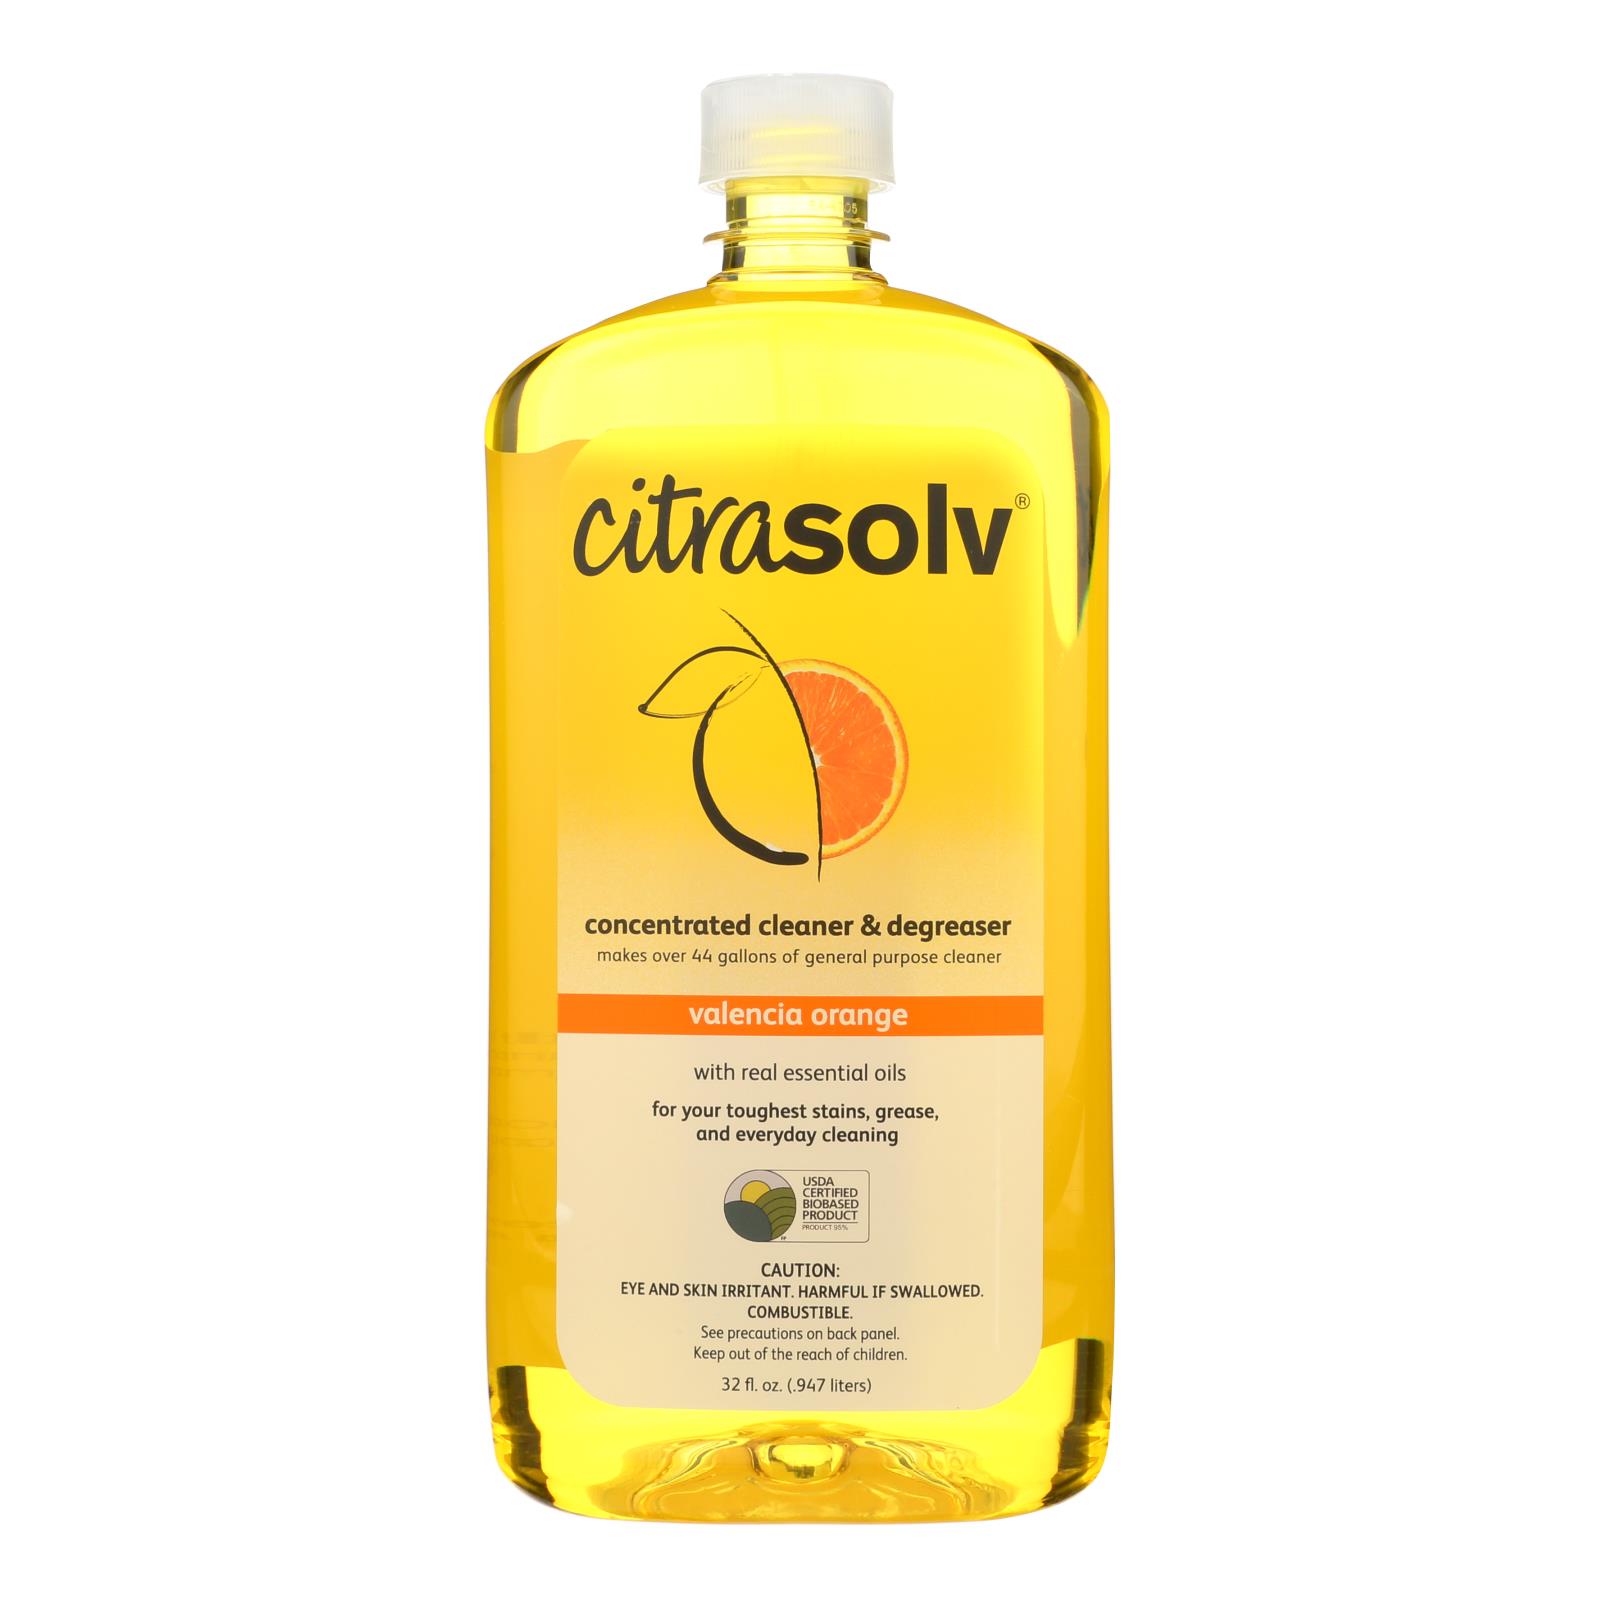 citrasolv®
concentrated cleaner & degreaser
makes over 44 gallons of general purpose cleaner
valencia orange
with real essential oils
for your toughest stains, grease,
and everyday cleaning
USDA
CERTIFIED
BIOBASED
PRODUCT
PRODUCT 95%
FP
CAUTION:
EYE AND SKIN IRRITANT. HARMFUL IF SWALLOWED.
COMBUSTIBLE.
See precautions on back panel.
Keep out of the reach of children.
32 fl. oz. (.947 liters)